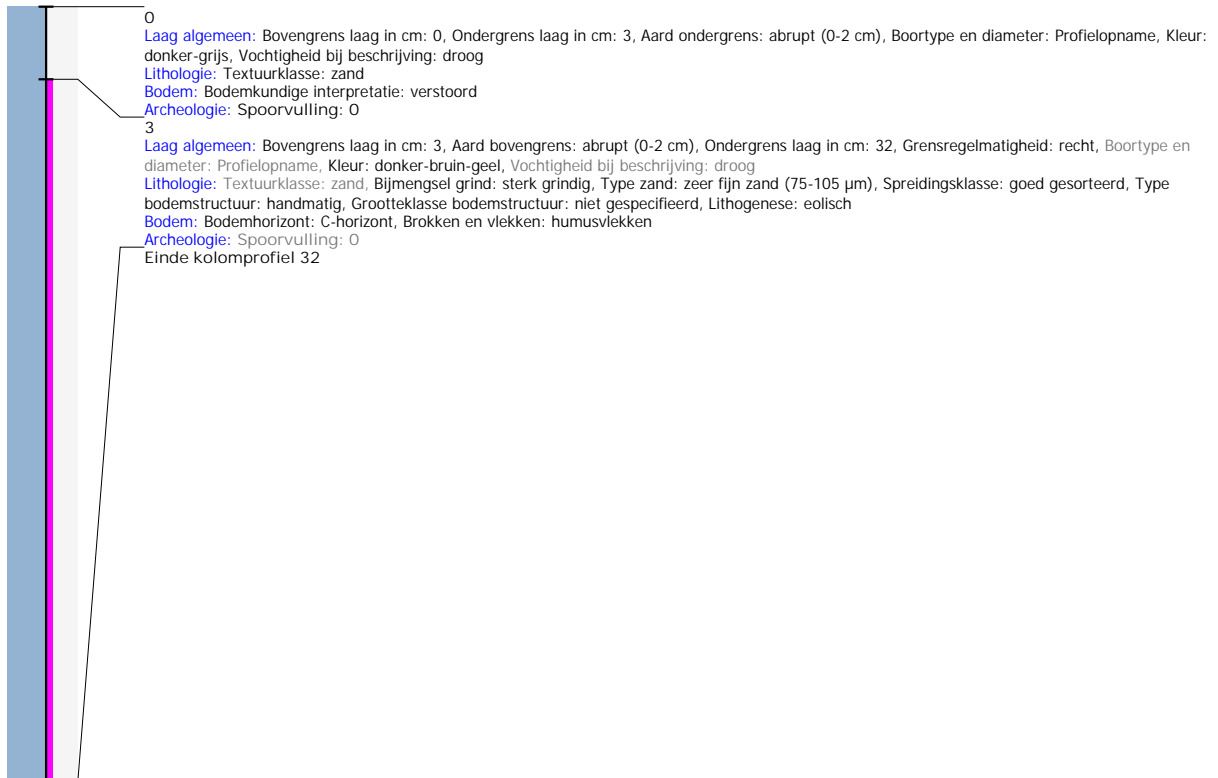 0
Laag algemeen: Bovengrens laag in cm: 0, Ondergrens laag in cm: 3, Aard ondergrens: abrupt (0-2 cm), Boortype en diameter: Profielopname, Kleur:
donker-grijs, Vochtigheid bij beschrijving: droog
Lithologie: Textuurklasse: zand
Bodem: Bodemkundige interpretatie: verstoord
Archeologie: Spoorvulling: 0
3
Laag algemeen: Bovengrens laag in cm: 3, Aard bovengrens: abrupt (0-2 cm), Ondergrens laag in cm: 32, Grensregelmatigheid: recht, Boortype en
diameter: Profielopname, Kleur: donker-bruin-geel, Vochtigheid bij beschrijving: droog
Lithologie: Textuurklasse: zand, Bijmengsel grind: sterk grindig, Type zand: zeer fijn zand (75-105 µm), Spreidingsklasse: goed gesorteerd, Type
bodemstructuur: handmatig, Grootteklasse bodemstructuur: niet gespecifieerd, Lithogenese: eolisch
Bodem: Bodemhorizont: C-horizont, Brokken en vlekken: humusvlekken
Archeologie: Spoorvulling: 0
Einde kolomprofiel 32